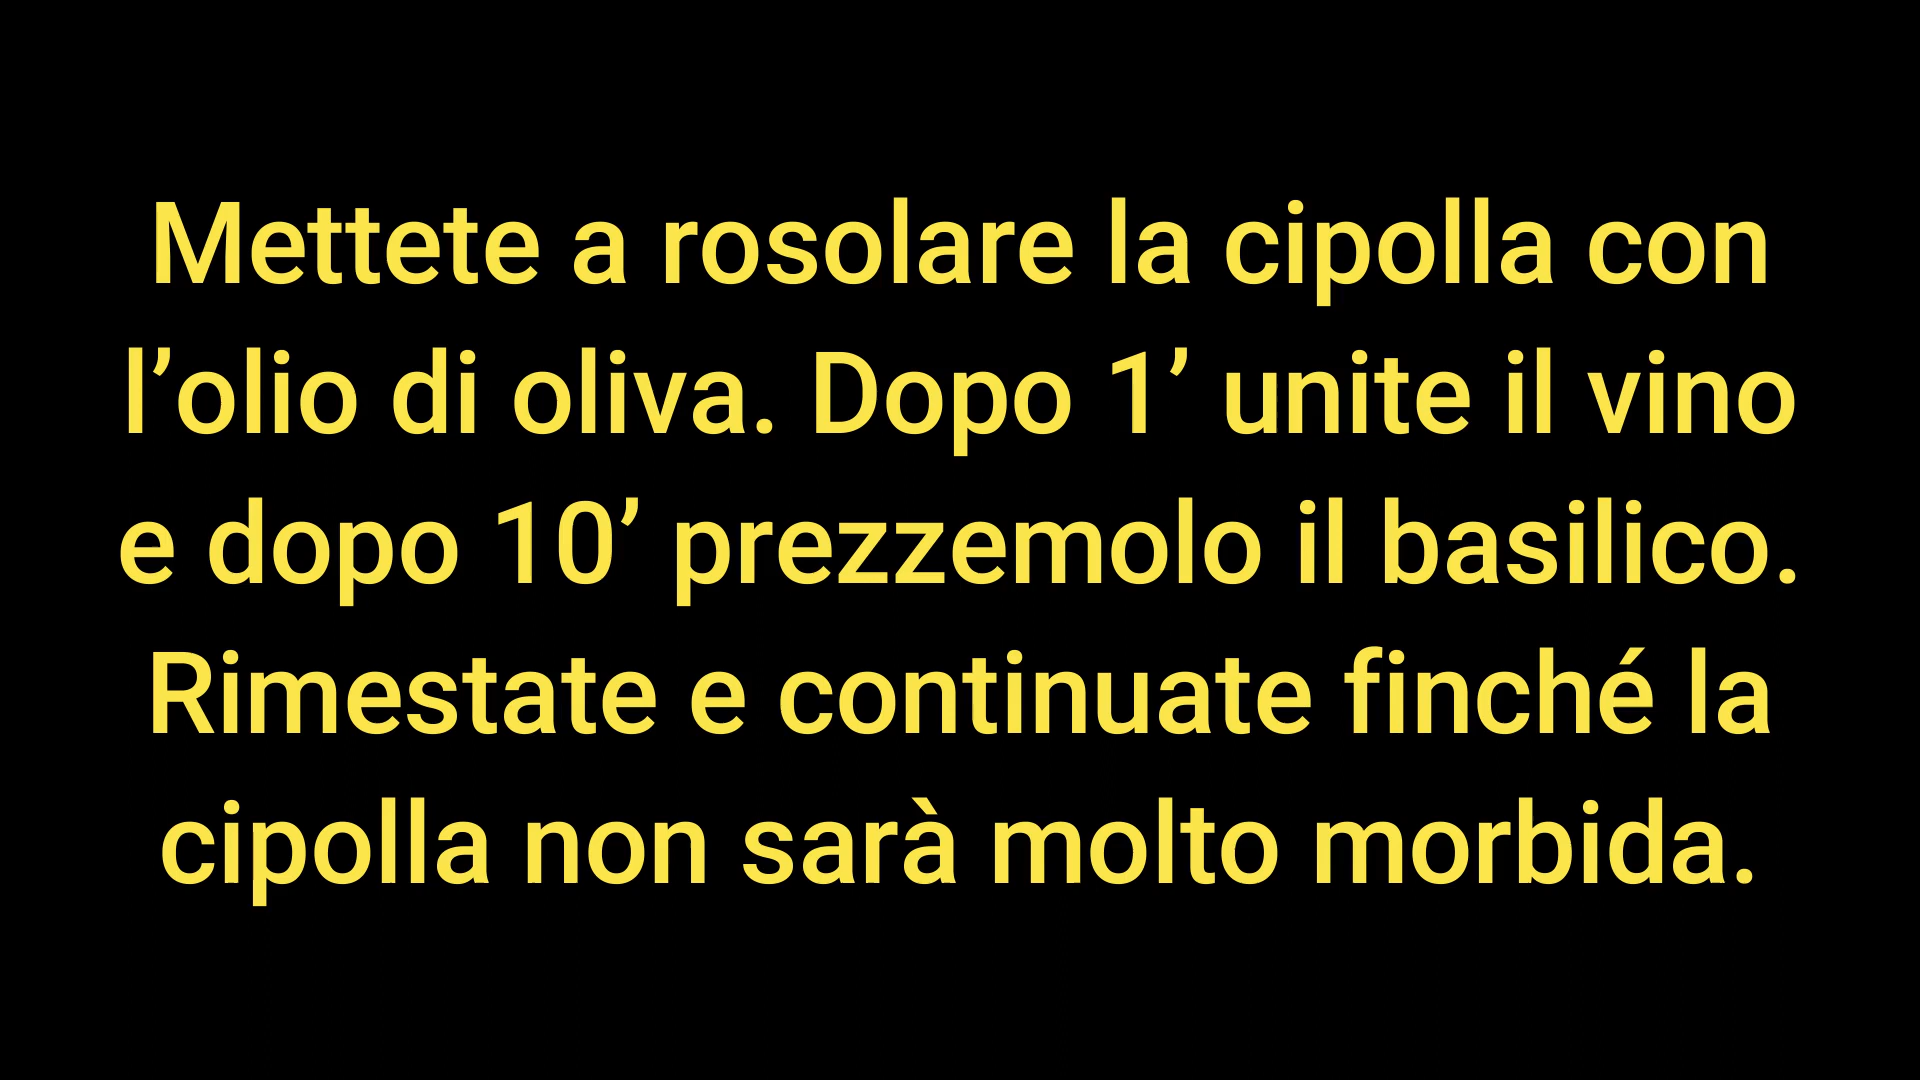 Mettete a rosolare la cipolla con
l’olio di oliva. Dopo 1’ unite il vino
e dopo 10’ prezzemolo il basilico.
Rimestate e continuate finché la
cipolla non sarà molto morbida.